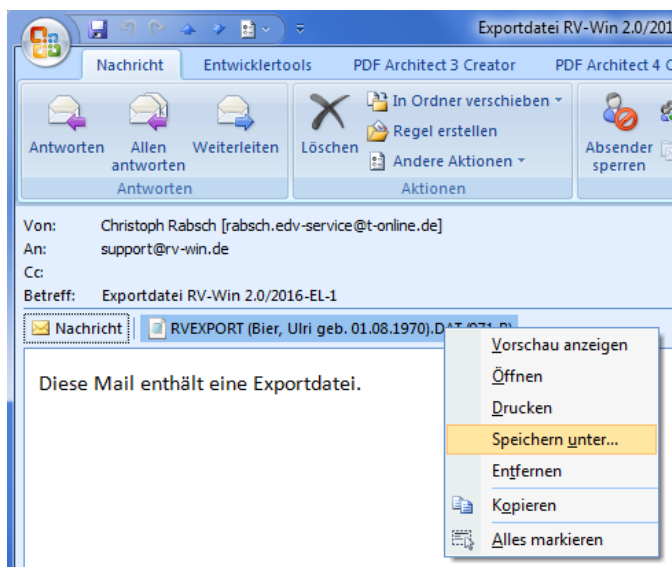 Exportdatei RV-Win 2.0/201
Nachricht Entwicklertools PDF Architect 3 Creator PDF Architect 4 C
Antworten Allen antworten Weiterleiten Löschen In Ordner verschieben Absender sperren
Regel erstellen
Andere Aktionen
Antworten Aktionen
Von: Christoph Rabsch [rabsch.edv-service@t-online.de]
An: support@rv-win.de
Cc:
Betreff: Exportdatei RV-Win 2.0/2016-EL-1
Nachricht RVEXPORT (Bier, Ulri geb. 01.08.1970).DAT (971 B)
Diese Mail enthält eine Exportdatei.
Vorschau anzeigen
Öffnen
Drucken
Speichern unter...
Entfernen
Kopieren
Alles markieren